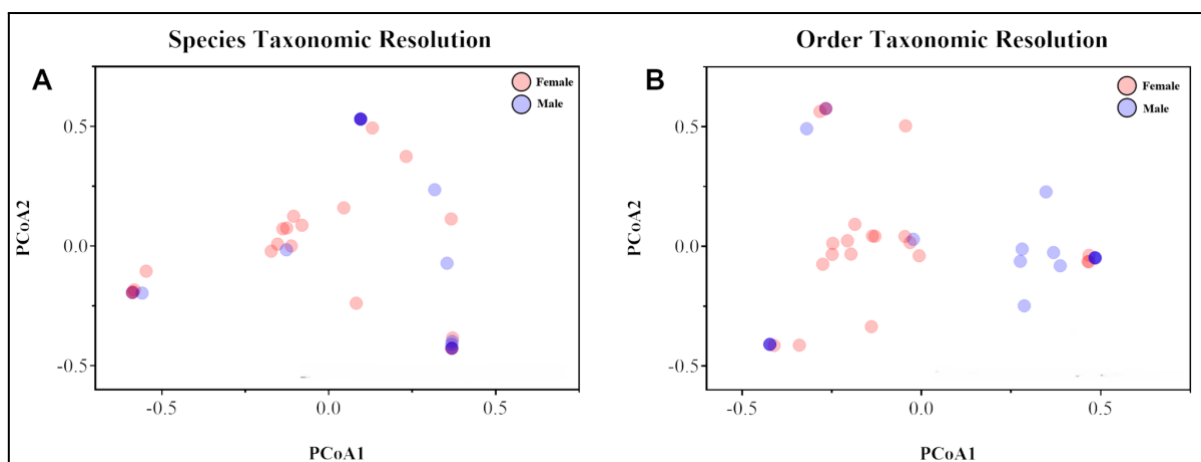 Species Taxonomic Resolution
A
Female
Male
0.5
0.0
-0.5
PCoA2
-0.5
0.0
0.5
PCoA1
Order Taxonomic Resolution
B
Female
Male
0.5
0.0
-0.5
PCoA2
-0.5
0.0
0.5
PCoA1